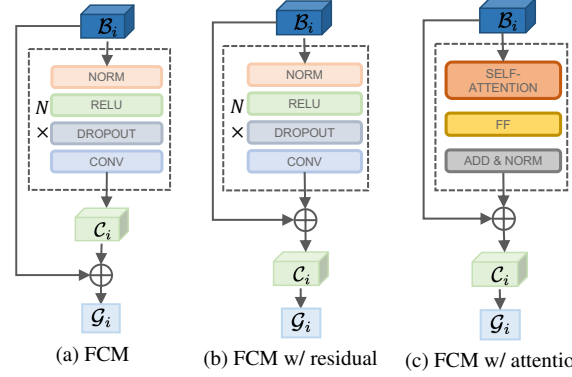 B_i
NORM
RELU
DROPOUT
CONV
N
×
C_i
G_i
(a) FCM
B_i
NORM
RELU
DROPOUT
CONV
N
×
C_i
G_i
(b) FCM w/ residual
B_i
SELF-
ATTENTION
FF
ADD & NORM
C_i
G_i
(c) FCM w/ attentio